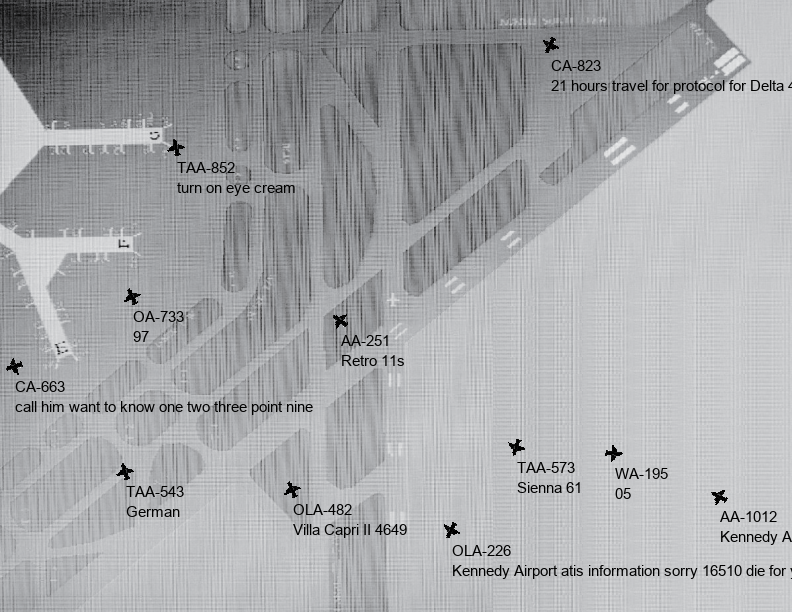 CA-823
21 hours travel for protocol for Delta 4
TAA-852
turn on eye cream
OA-733
97
AA-251
Retro 11s
CA-663
call him want to know one two three point nine
TAA-573
Sienna 61
WA-195
05
TAA-543
German
OLA-482
Villa Capri II 4649
AA-1012
Kennedy A
OLA-226
Kennedy Airport atis information sorry 16510 die for y